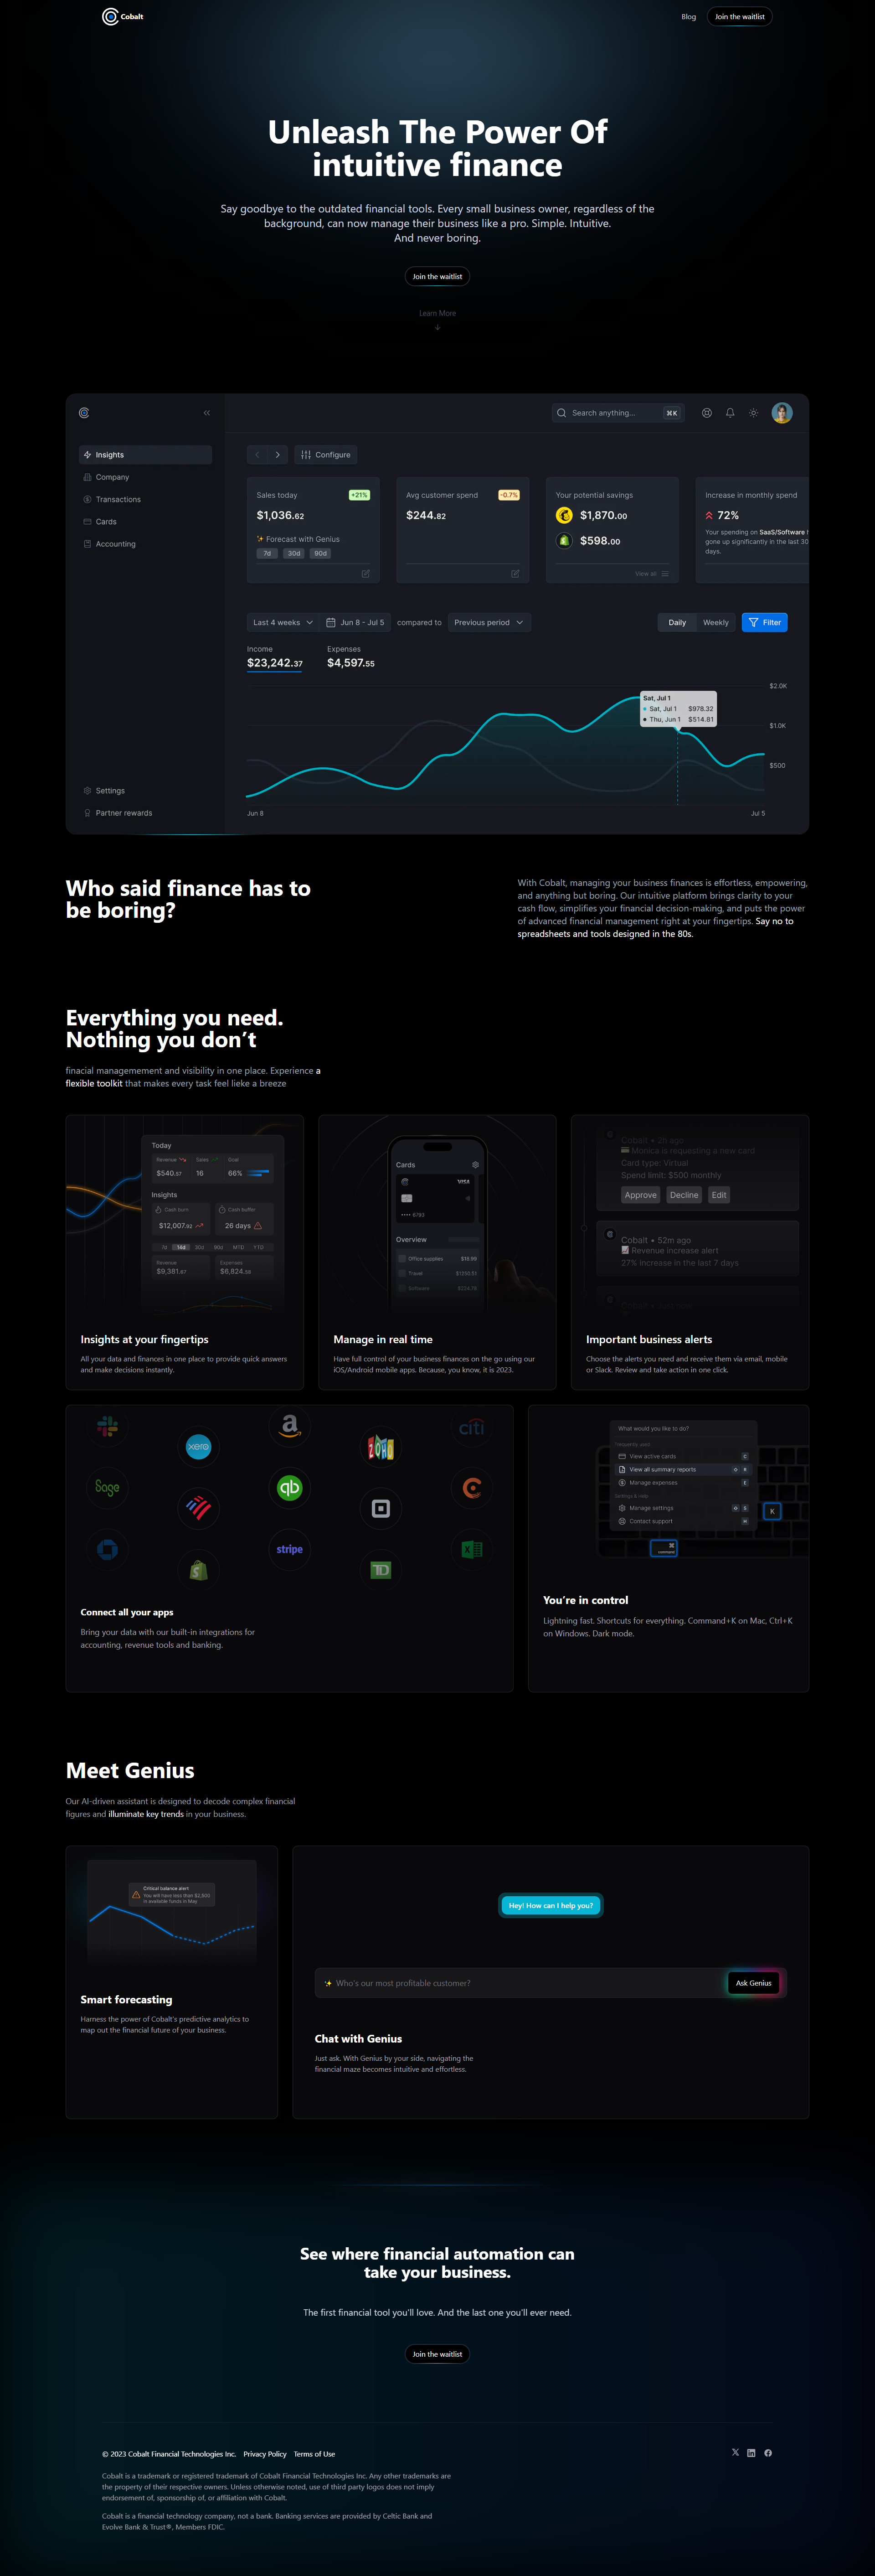 Cobalt
Blog
Join the waitlist
Unleash The Power Of
intuitive finance
Say goodbye to the outdated financial tools. Every small business owner, regardless of the
background, can now manage their business like a pro. Simple. Intuitive.
And never boring.
Join the waitlist
Learn More
Search anything...
⌘K
Insights
Company
Transactions
Cards
Accounting
Settings
Partner rewards
Configure
Sales today
+21%
$1,036.62
Forecast with Genius
7d 30d 90d
Avg customer spend
-0.7%
$244.82
Your potential savings
$1,870.00
$598.00
View all
Increase in monthly spend
72%
Your spending on SaaS/Software
gone up significantly in the last 30
days.
Last 4 weeks
Jun 8 - Jul 5
compared to
Previous period
Daily
Weekly
Filter
Income
$23,242.37
Expenses
$4,597.55
$2.0K
$1.0K
$500
Sat, Jul 1
Sat, Jul 1 $978.32
Thu, Jun 1 $514.81
Jun 8
Jul 5
Who said finance has to
be boring?
With Cobalt, managing your business finances is effortless, empowering,
and anything but boring. Our intuitive platform brings clarity to your
cash flow, simplifies your financial decision-making, and puts the power
of advanced financial management right at your fingertips. Say no to
spreadsheets and tools designed in the 80s.
Everything you need.
Nothing you don’t
finacial managemement and visibility in one place. Experience a
flexible toolkit that makes every task feel lieke a breeze
Today
Revenue Sales Goal
$540.37 16 66%
Insights
Cash burn Cash buffer
$12,007.02 26 days
7d 14d 30d 90d MTD YTD
Revenue Expenses
$9,381.67 $6,824.56
Insights at your fingertips
All your data and finances in one place to provide quick answers
and make decisions instantly.
Cards
VISA
•••• 6793
Overview
Office supplies $16.99
Travel
Software
Manage in real time
Have full control of your business finances on the go using our
iOS/Android mobile apps. Because, you know, it is 2023.
Cobalt • 2h ago
Monica is requesting a new card
Card type: Virtual
Spend limit: $500 monthly
Approve Decline Edit
Cobalt • 52m ago
Revenue increase alert
27% increase in the last 7 days
Important business alerts
Choose the alerts you need and receive them via email, mobile
or Slack. Review and take action in one click.
a
citi
xero
ZOHO
Sage
qb
stripe
TD
Connect all your apps
Bring your data with our built-in integrations for
accounting, revenue tools and banking.
What would you like to do?
Frequently used
View active cards C
View all summary reports
Manage expenses E
Settings & Help
Manage settings
Contact support H
K
⌘
command
You’re in control
Lightning fast. Shortcuts for everything. Command+K on Mac, Ctrl+K
on Windows. Dark mode.
Meet Genius
Our AI-driven assistant is designed to decode complex financial
figures and illuminate key trends in your business.
Critical balance alert
You will have less than $2,500
in available funds in May
Smart forecasting
Harness the power of Cobalt’s predictive analytics to
map out the financial future of your business.
Hey! How can I help you?
Who's our most profitable customer?
Ask Genius
Chat with Genius
Just ask. With Genius by your side, navigating the
financial maze becomes intuitive and effortless.
See where financial automation can
take your business.
The first financial tool you'll love. And the last one you'll ever need.
Join the waitlist
© 2023 Cobalt Financial Technologies Inc. Privacy Policy Terms of Use
Cobalt is a trademark or registered trademark of Cobalt Financial Technologies Inc. Any other trademarks are
the property of their respective owners. Unless otherwise noted, use of third party logos does not imply
endorsement of, sponsorship of, or affiliation with Cobalt.
Cobalt is a financial technology company, not a bank. Banking services are provided by Celtic Bank and
Evolve Bank & Trust®, Members FDIC.